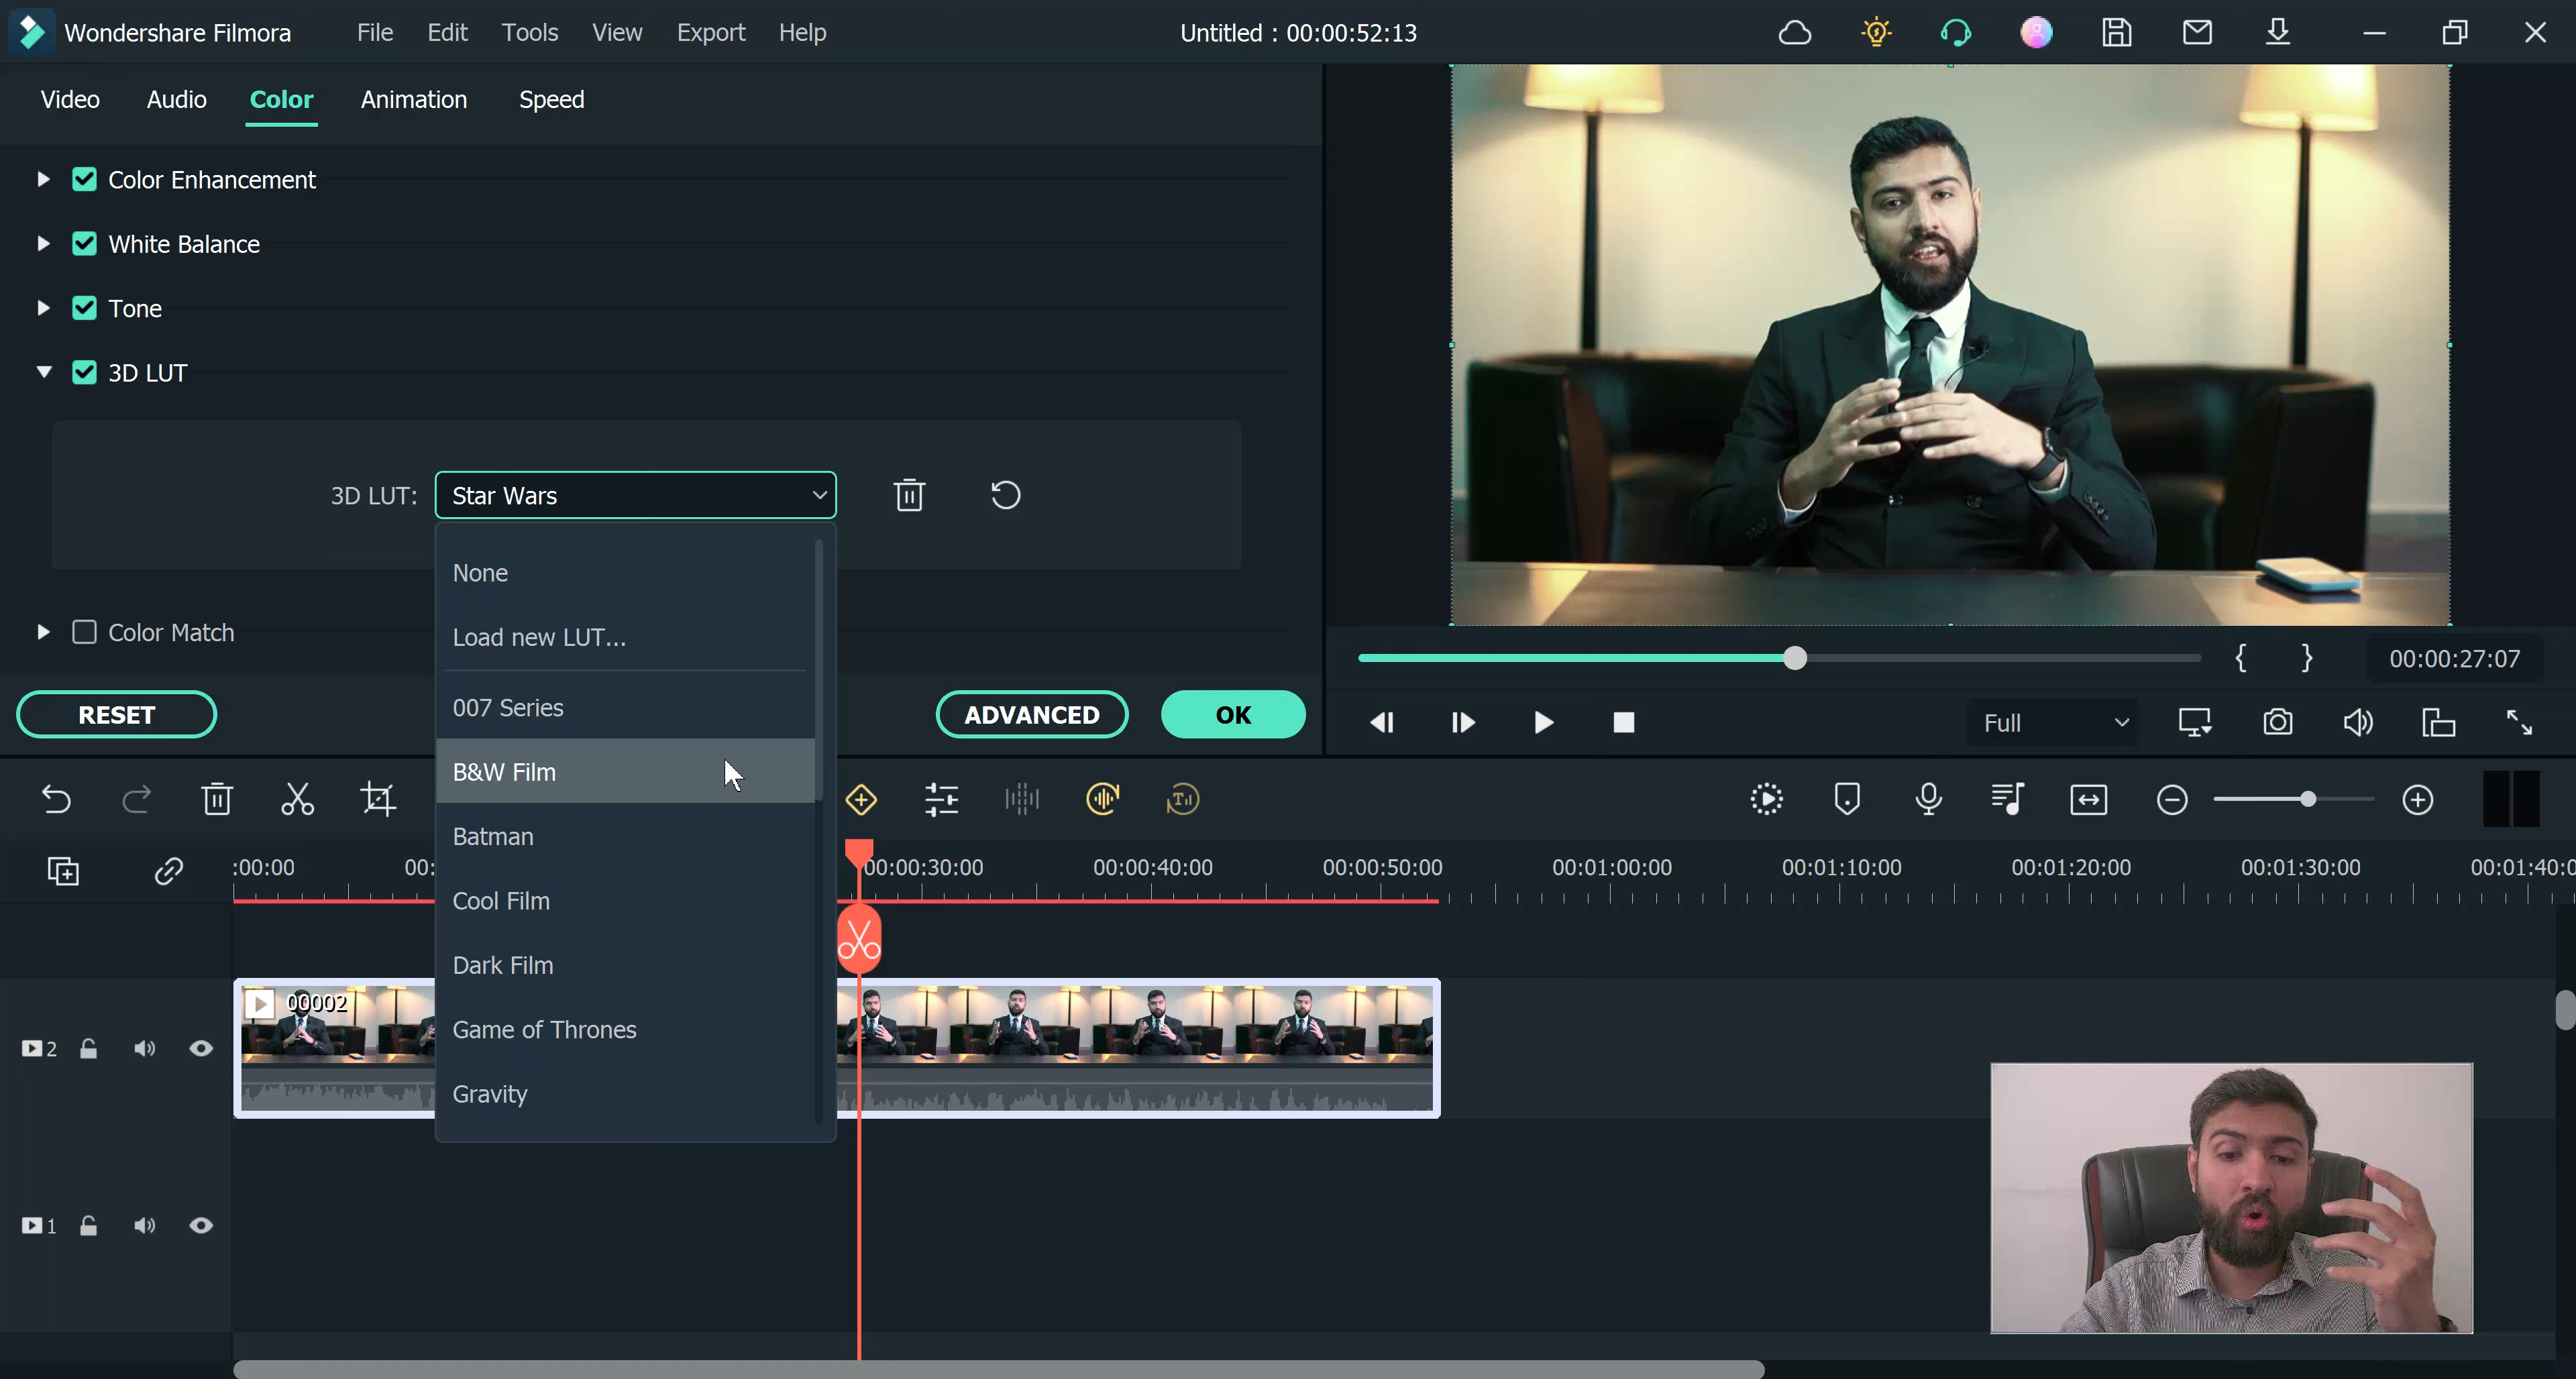 Wondershare Filmora File Edit Tools View Export Help Untitled : 00:00:52:13
Video Audio Color Animation Speed
Color Enhancement
White Balance
Tone
3D LUT
3D LUT: Star Wars
None
Load new LUT...
007 Series
B&W Film
Batman
Cool Film
Dark Film
Game of Thrones
Gravity
Color Match
RESET ADVANCED OK
00:00:27:07
Full
:00:00 00: 00:00:30:00 00:00:40:00 00:00:50:00 00:01:00:00 00:01:10:00 00:01:20:00 00:01:30:00 00:01:40:0
00002
2
1